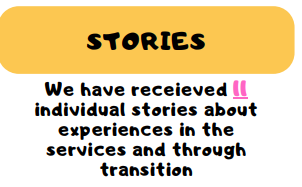 STORIES
We have receieved 11
individual stories about
experiences in the
services and through
transition